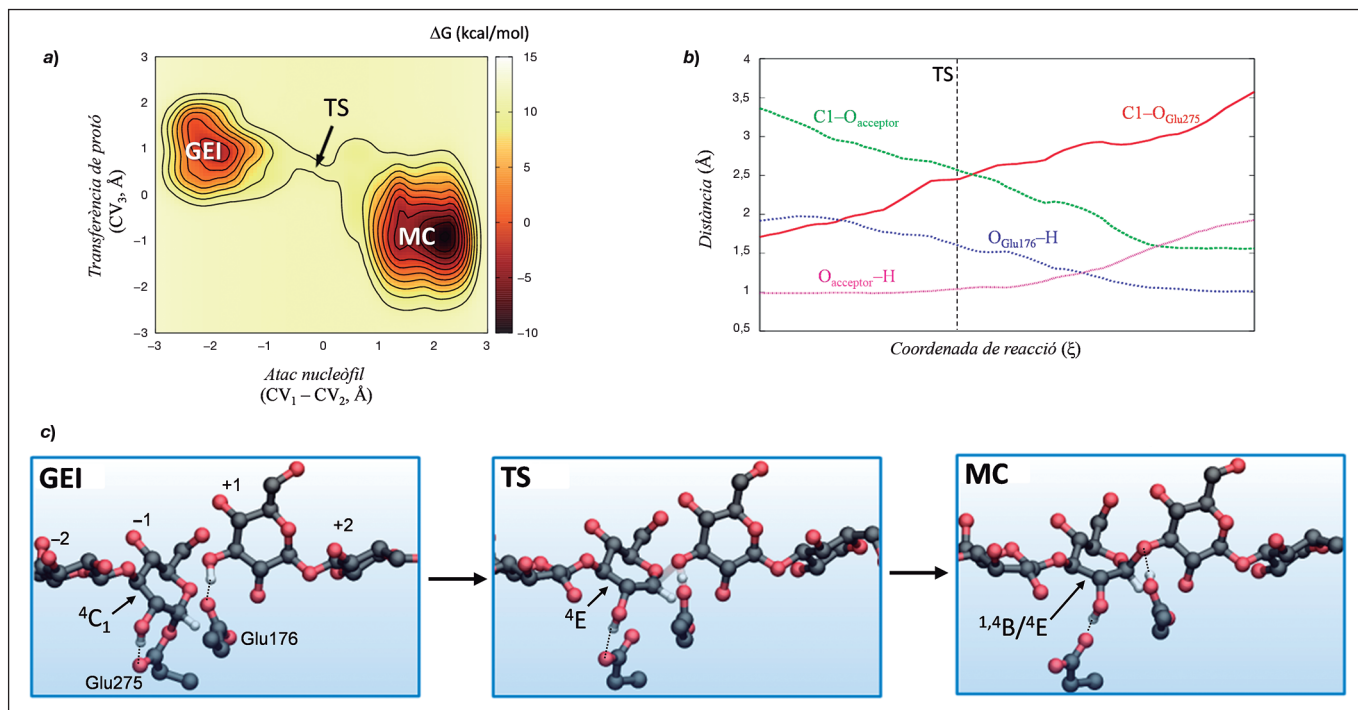 a)
ΔG (kcal/mol)
Transferència de protó
(CV3, Å)
3
2
1
0
−1
−2
−3
GEI
TS
MC
−3
−2
−1
0
1
2
3
15
10
5
0
−5
−10
Atac nucleòfil
(CV1 – CV2, Å)
b)
TS
Distància (Å)
4
3,5
3
2,5
2
1,5
1
0,5
C1–Oacceptor
C1–OGlu275
OGlu176–H
Oacceptor–H
Coordenada de reacció (ξ)
c)
GEI
+1
−1
−2
+2
4C1
Glu176
Glu275
TS
4E
MC
1,4B/4E